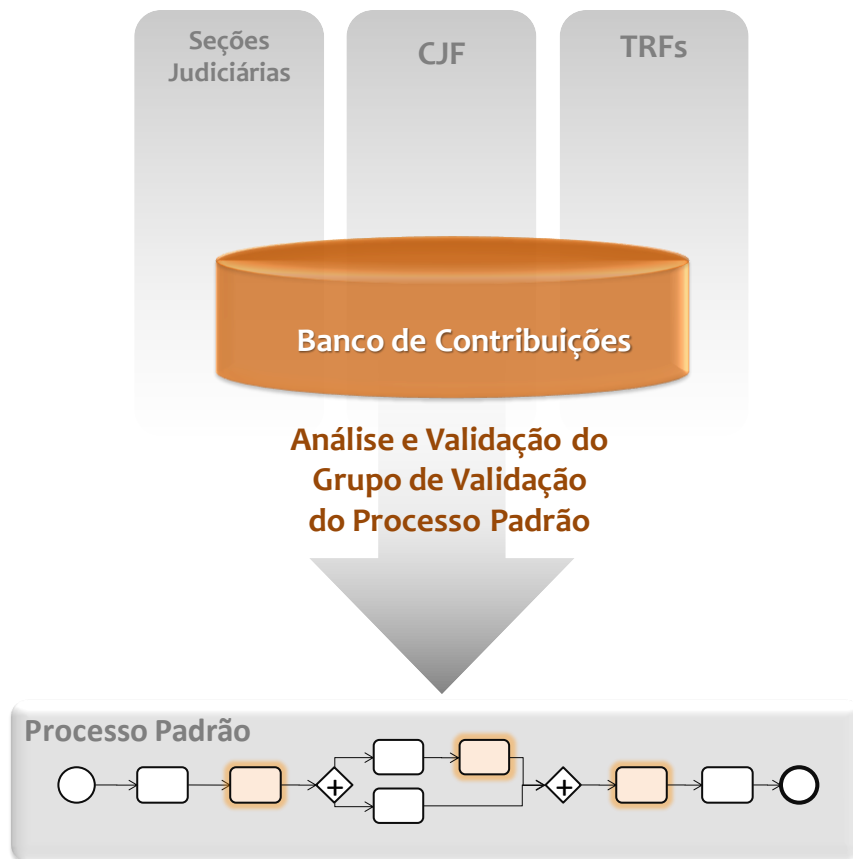 Seções
Judiciárias
CJF
TRFs
Banco de Contribuições
Análise e Validação do
Grupo de Validação
do Processo Padrão
Processo Padrão